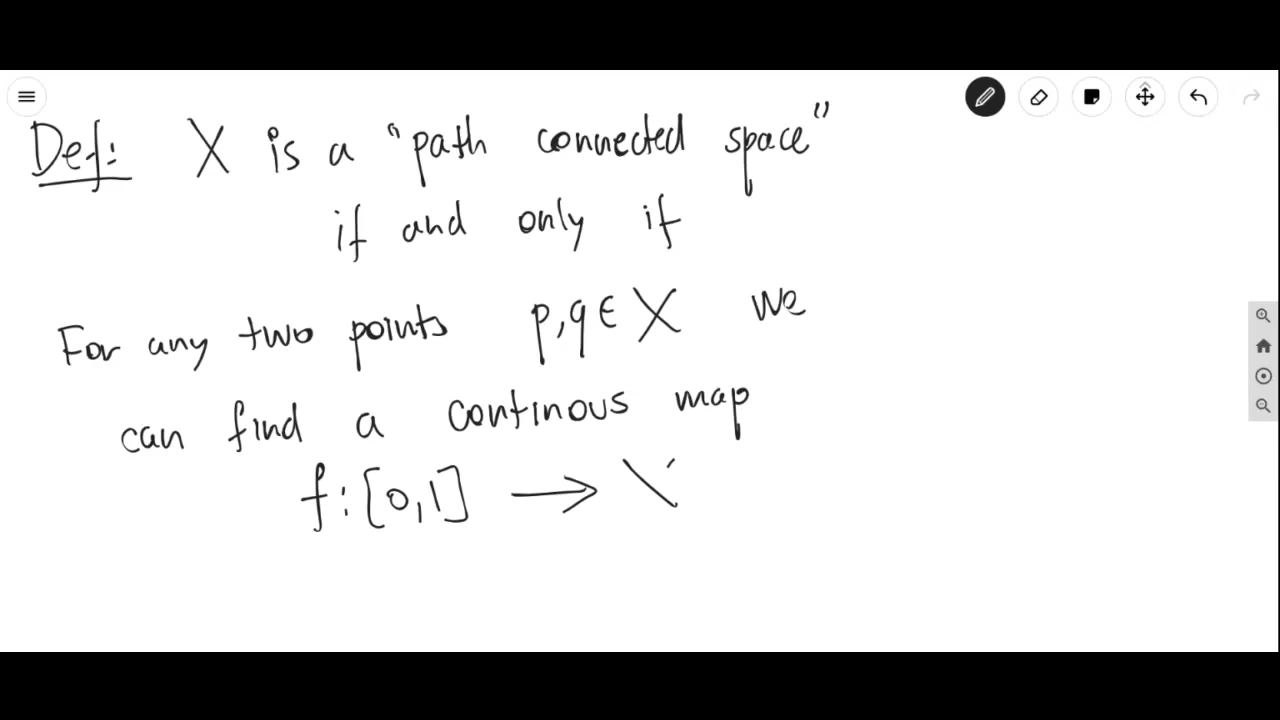 Def: X is a "path connected space"
if and only if
For any two points p,q ∈ X we
can find a continous map
f: [0,1] →